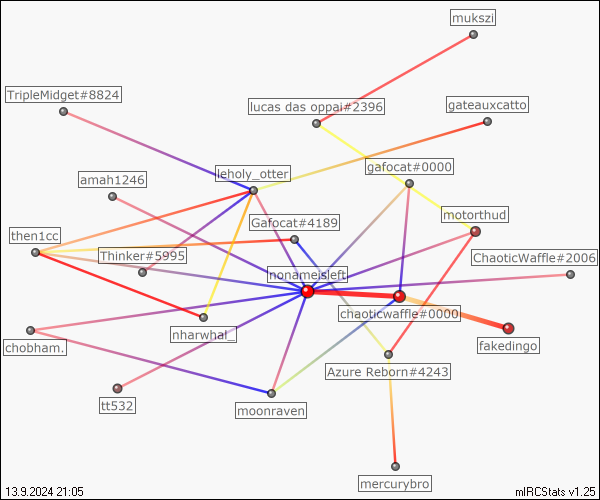 mukszi
TripleMidget#8824
lucas das oppai#2396
gateauxcatto
gafocat#0000
leholy_otter
amah1246
motorthud
Gafocat#4189
then1cc
Thinker#5995
ChaoticWaffle#2006
nonameisleft
chaoticwaffle#0000
nharwhal_
fakedingo
chobham.
Azure Reborn#4243
tt532
moonraven
mercurybro
13.9.2024 21:05
mIRCStats v1.25